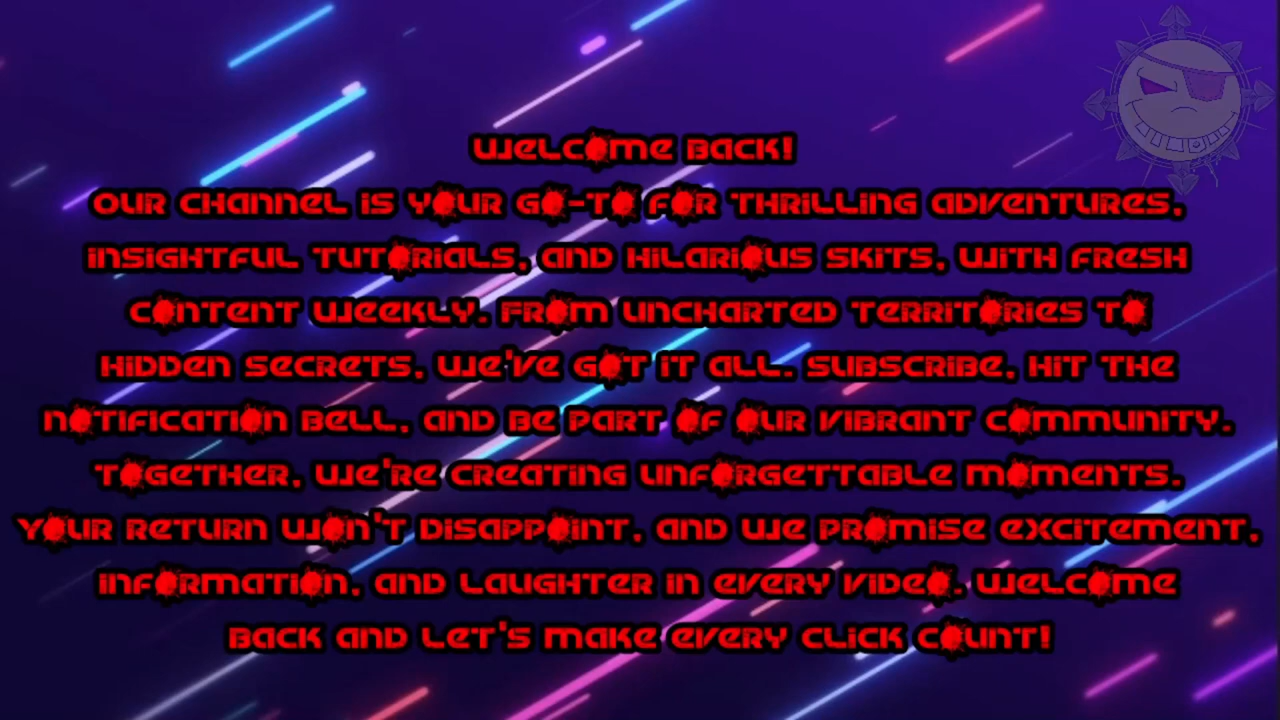 WELCOME BACK!
OUR CHANNEL IS YOUR GO-TO FOR THRILLING ADVENTURES,
INSIGHTFUL TUTORIALS, AND HILARIOUS SKITS, WITH FRESH
CONTENT WEEKLY. FROM UNCHARTED TERRITORIES TO
HIDDEN SECRETS, WE'VE GOT IT ALL. SUBSCRIBE, HIT THE
NOTIFICATION BELL, AND BE PART OF OUR VIBRANT COMMUNITY.
TOGETHER, WE'RE CREATING UNFORGETTABLE MOMENTS.
YOUR RETURN WON'T DISAPPOINT, AND WE PROMISE EXCITEMENT,
INFORMATION, AND LAUGHTER IN EVERY VIDEO. WELCOME
BACK AND LET'S MAKE EVERY CLICK COUNT!